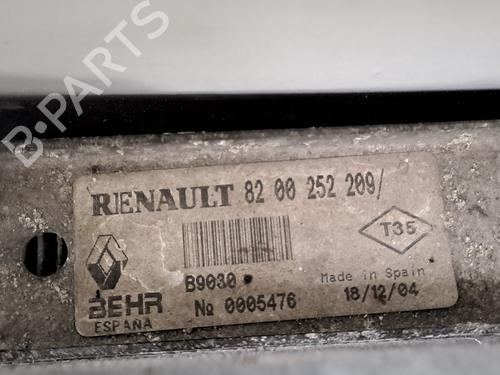 B-PARTS
RENAULT 82 00 252 209/
T35
B9030
Made in Spain
BEHR
Nº 0005476
18/12/04
ESPAÑA